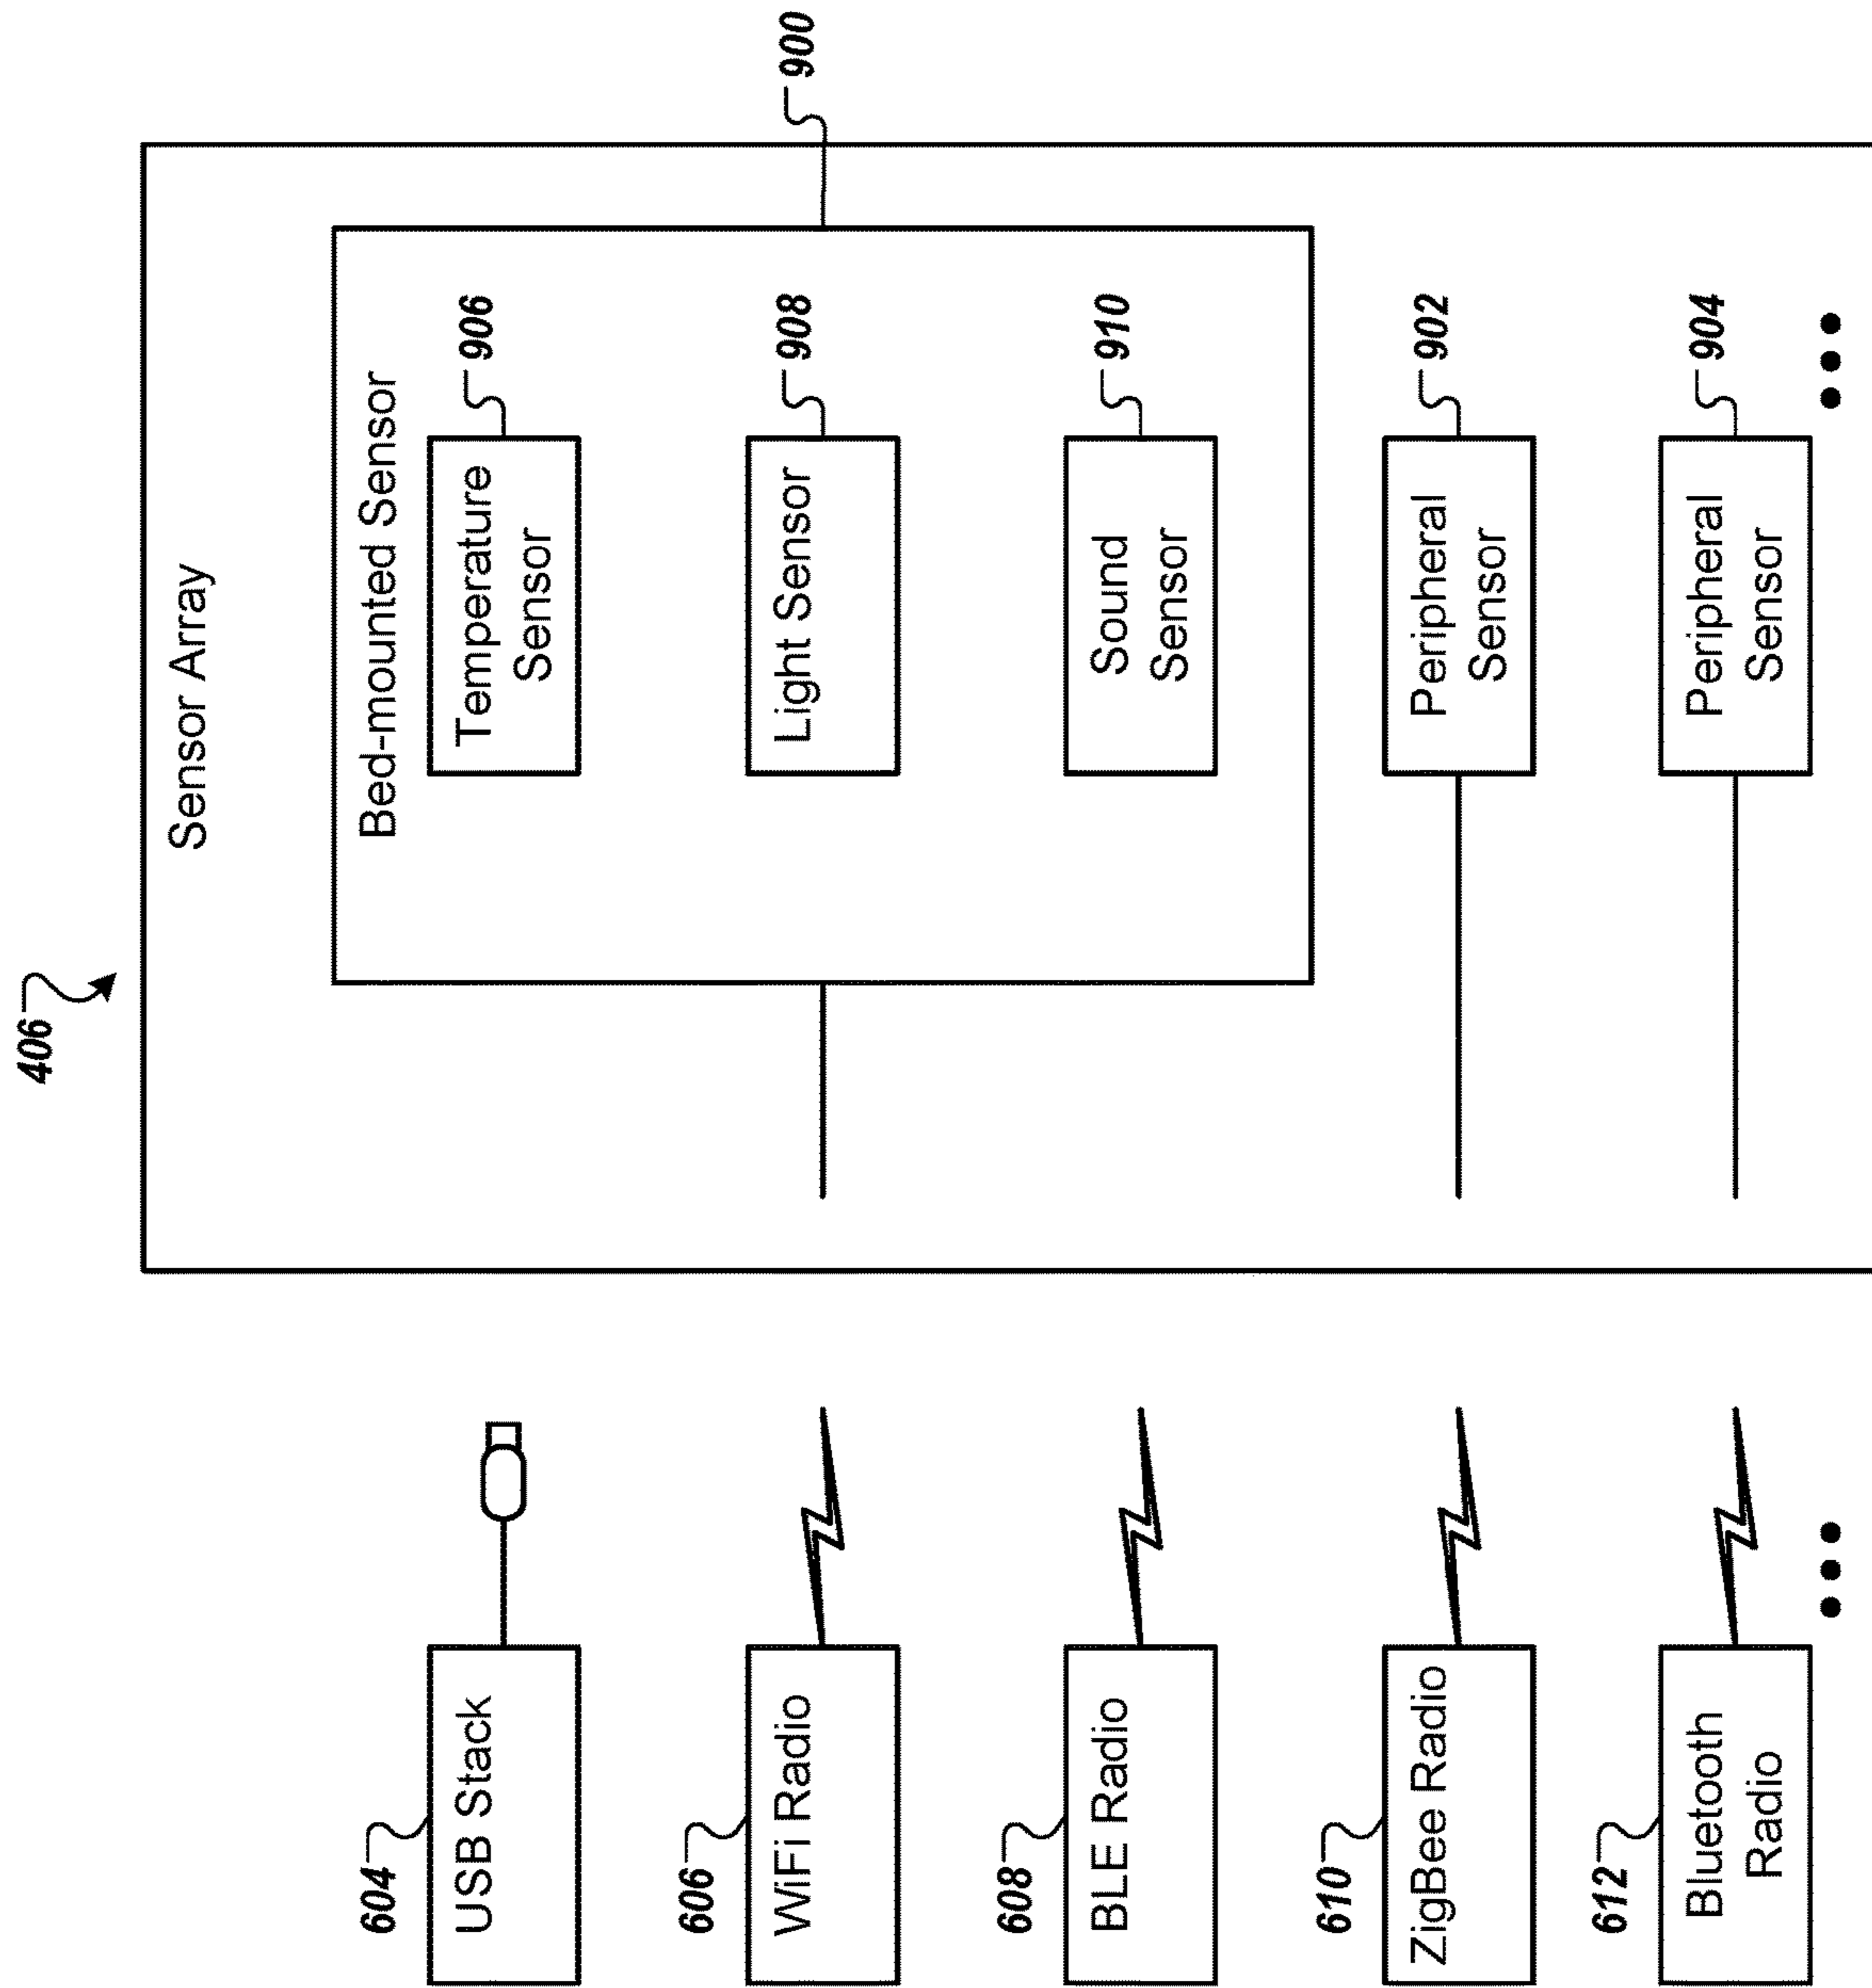 406
Sensor Array
900
Bed-mounted Sensor
604
USB Stack
Temperature
Sensor
906
606
WiFi Radio
Light Sensor
908
608
BLE Radio
Sound
Sensor
910
610
ZigBee Radio
Peripheral
Sensor
902
612
Bluetooth
Radio
Peripheral
Sensor
904